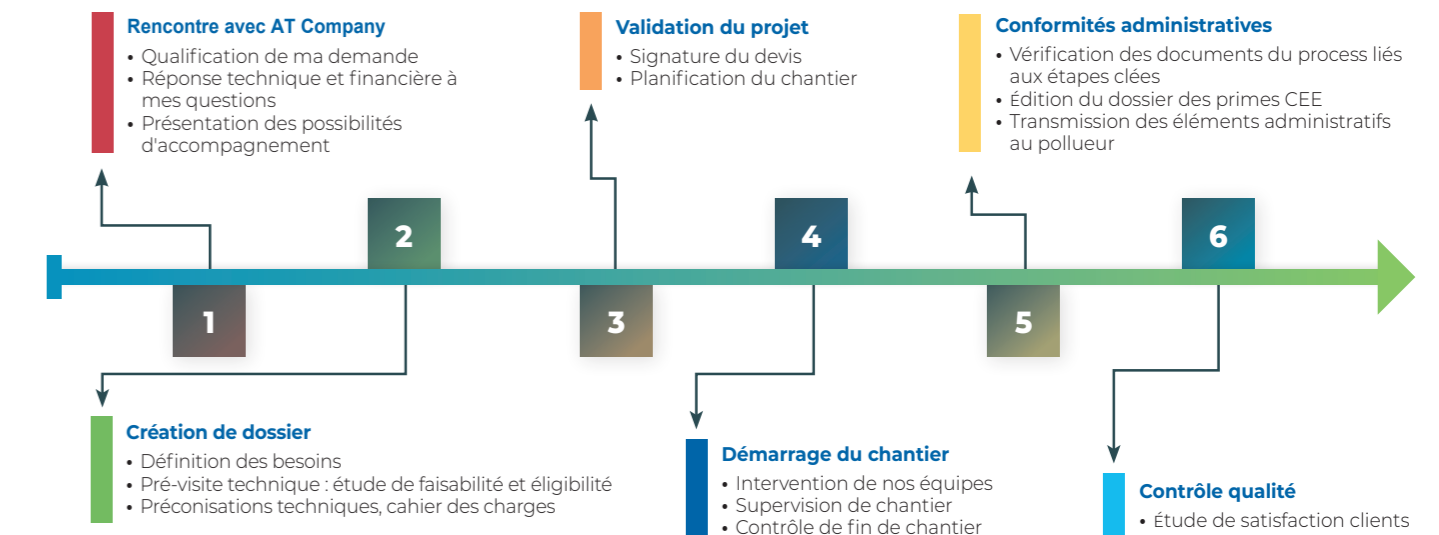 Rencontre avec AT Company
• Qualification de ma demande
• Réponse technique et financière à
mes questions
• Présentation des possibilités
d'accompagnement
Validation du projet
• Signature du devis
• Planification du chantier
Conformités administratives
• Vérification des documents du process liés
aux étapes clées
• Édition du dossier des primes CEE
• Transmission des éléments administratifs
au pollueur
2
4
6
1
3
5
Création de dossier
• Définition des besoins
• Pré-visite technique : étude de faisabilité et éligibilité
• Préconisations techniques, cahier des charges
Démarrage du chantier
• Intervention de nos équipes
• Supervision de chantier
• Contrôle de fin de chantier
Contrôle qualité
• Étude de satisfaction clients